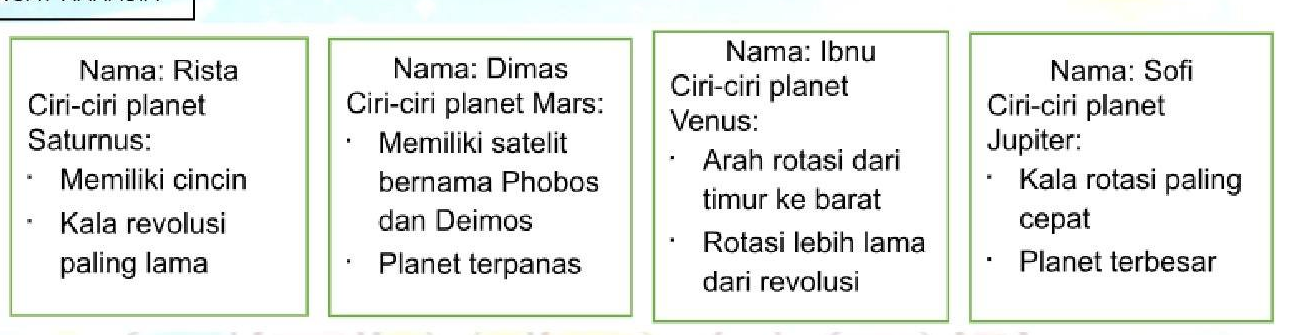 Nama: Rista
Ciri-ciri planet
Saturnus:
· Memiliki cincin
· Kala revolusi
paling lama
Nama: Dimas
Ciri-ciri planet Mars:
· Memiliki satelit
bernama Phobos
dan Deimos
· Planet terpanas
Nama: Ibnu
Ciri-ciri planet
Venus:
· Arah rotasi dari
timur ke barat
· Rotasi lebih lama
dari revolusi
Nama: Sofi
Ciri-ciri planet
Jupiter:
· Kala rotasi paling
cepat
· Planet terbesar